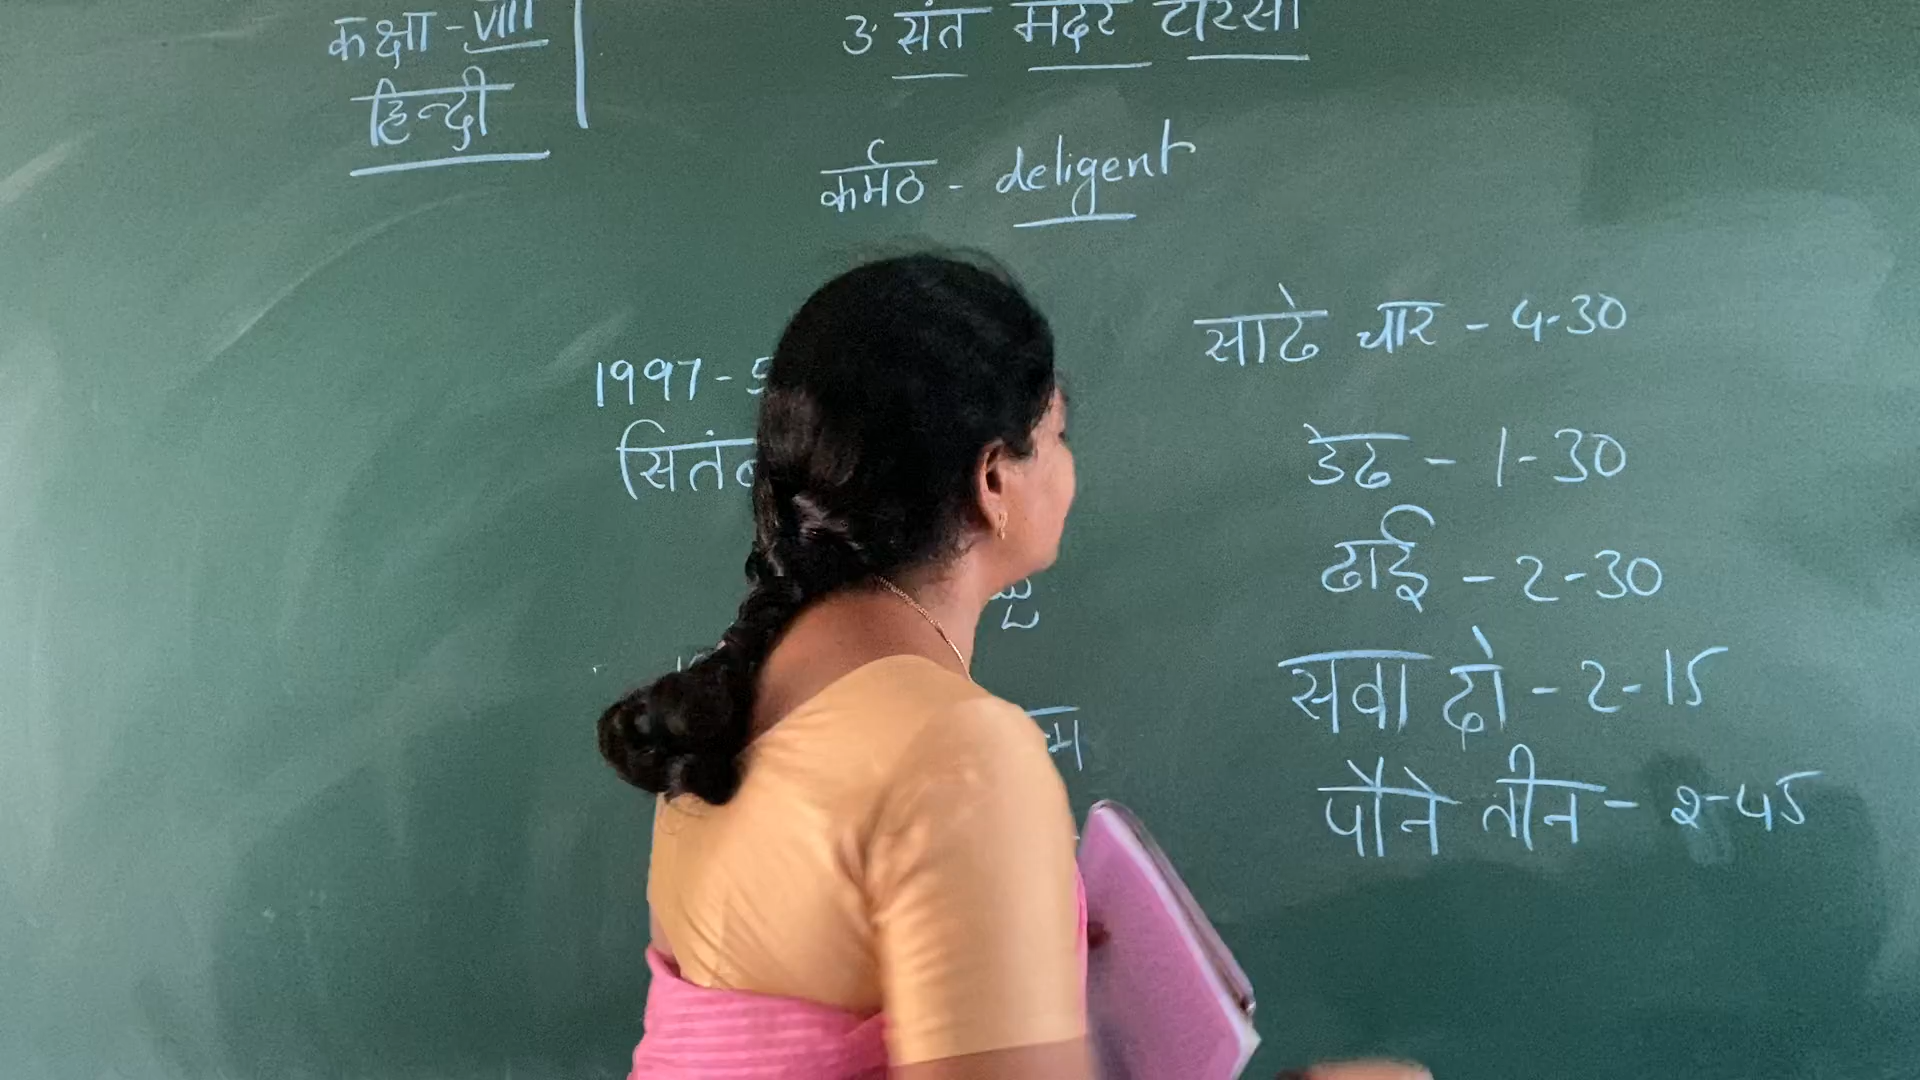 कक्षा - VIII
हिन्दी
3. संत मदर टेरेसा
कर्मठ - deligent
1997 - 5
साढे चार - 4-30
डेढ - 1-30
ढाई - 2-30
सवा दो - 2-15
पौने तीन - 2-45